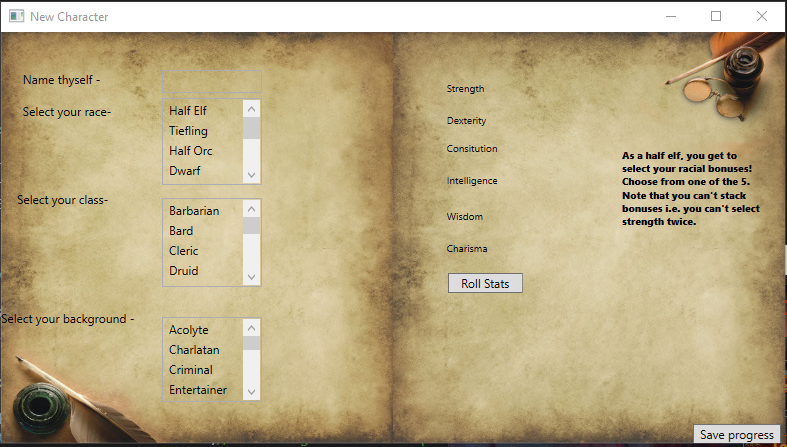 New Character
Name thyself -
Select your race-
Half Elf
Tiefling
Half Orc
Dwarf
Select your class-
Barbarian
Bard
Cleric
Druid
Select your background -
Acolyte
Charlatan
Criminal
Entertainer
Strength
Dexterity
Consitution
Intelligence
Wisdom
Charisma
Roll Stats
As a half elf, you get to
select your racial bonuses!
Choose from one of the 5.
Note that you can't stack
bonuses i.e. you can't select
strength twice.
Save progress